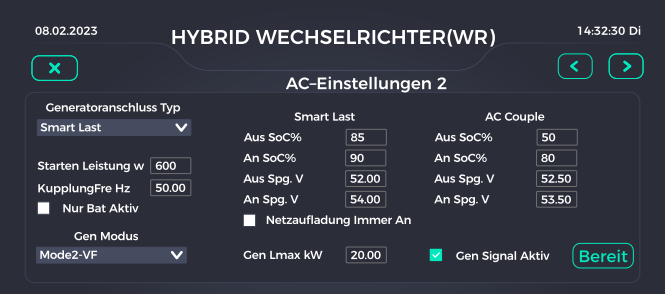 08.02.2023
HYBRID WECHSELRICHTER(WR)
14:32:30 Di
AC-Einstellungen 2
Generatoranschluss Typ
Smart Last
Starten Leistung w 600
KupplungFre Hz 50.00
Nur Bat Aktiv
Gen Modus
Mode2-VF
Smart Last
Aus SoC% 85
An SoC% 90
Aus Spg. V 52.00
An Spg. V 54.00
Netzaufladung Immer An
Gen Lmax kW 20.00
AC Couple
Aus SoC% 50
An SoC% 80
Aus Spg. V 52.50
An Spg. V 53.50
Gen Signal Aktiv
Bereit